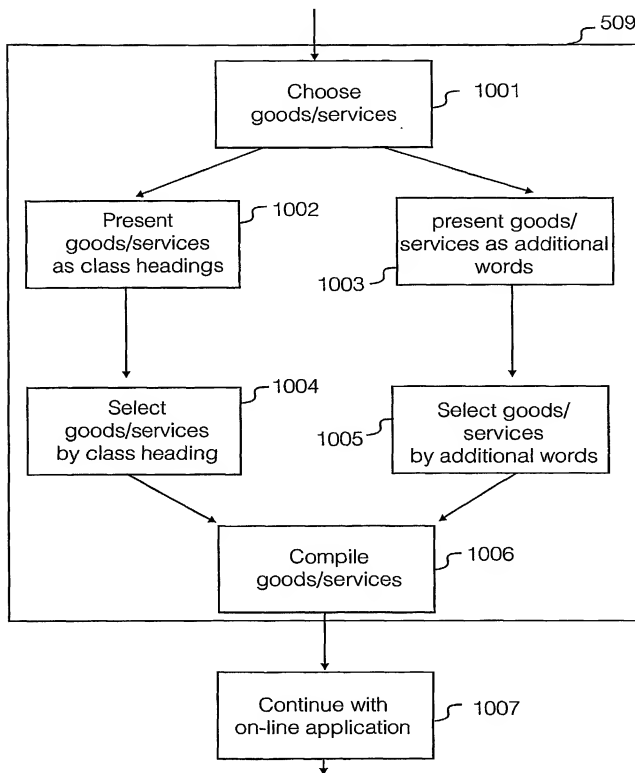 509
Choose
goods/services
1001
Present
goods/services
as class headings
1002
present goods/
services as additional
words
1003
Select
goods/services
by class heading
1004
Select goods/
services
by additional words
1005
Compile
goods/services
1006
Continue with
on-line application
1007